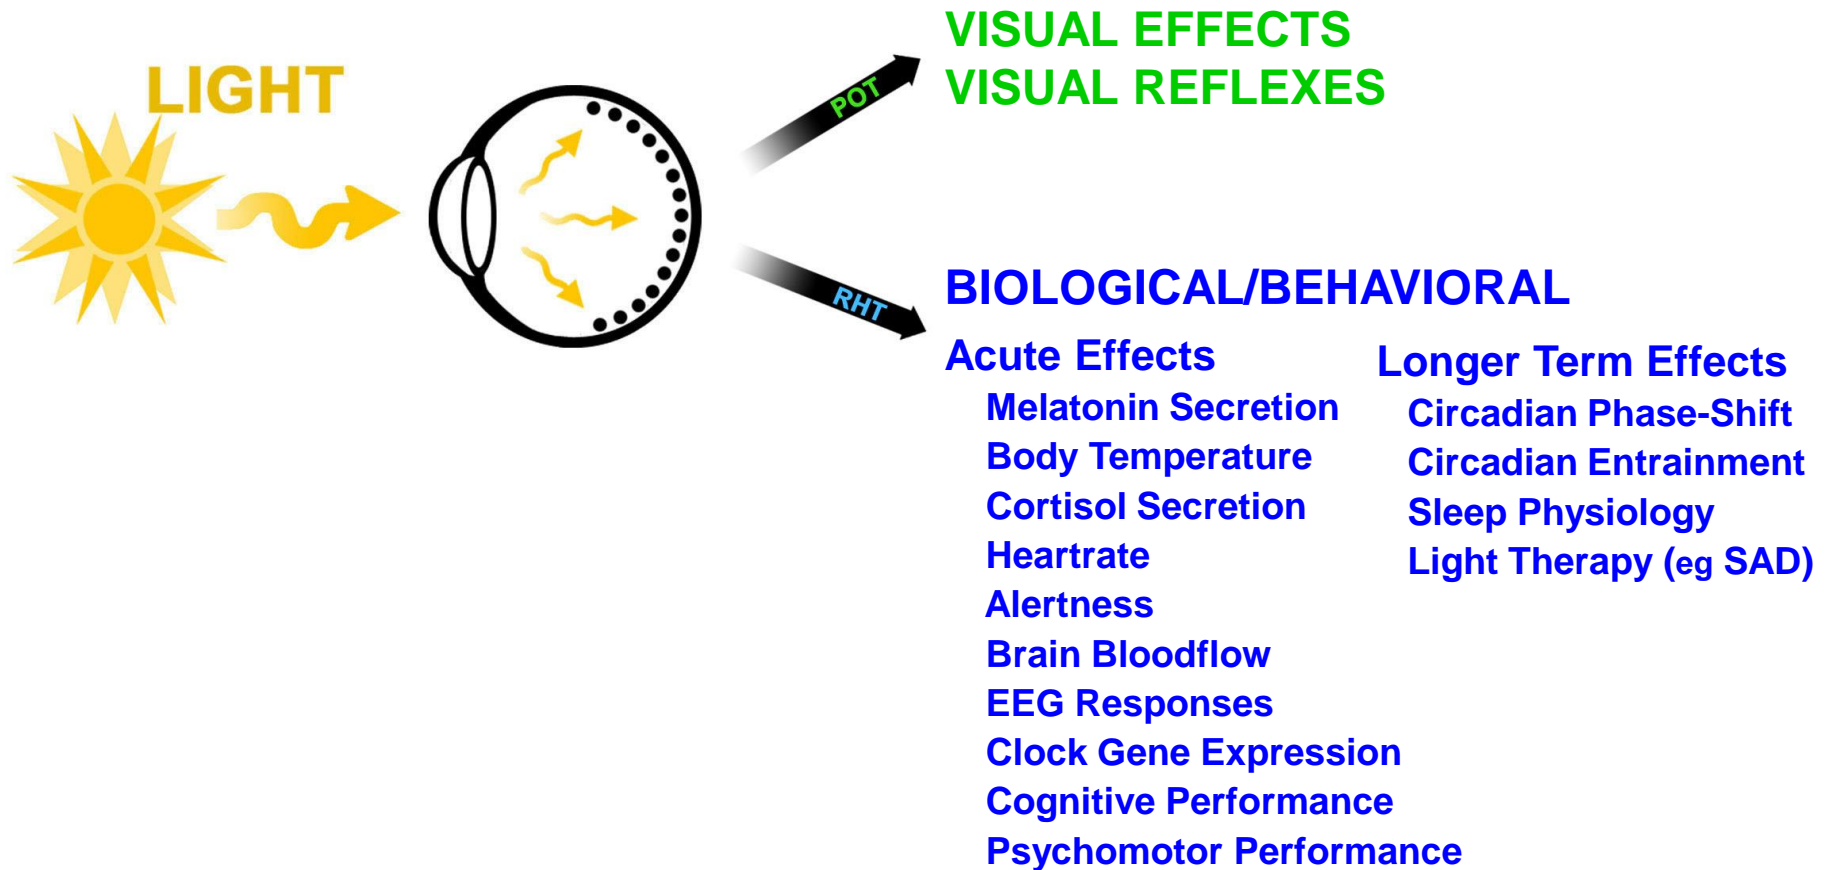 LIGHT
POT
VISUAL EFFECTS
VISUAL REFLEXES
RHT
BIOLOGICAL/BEHAVIORAL
Acute Effects
Melatonin Secretion
Body Temperature
Cortisol Secretion
Heartrate
Alertness
Brain Bloodflow
EEG Responses
Clock Gene Expression
Cognitive Performance
Psychomotor Performance
Longer Term Effects
Circadian Phase-Shift
Circadian Entrainment
Sleep Physiology
Light Therapy (eg SAD)